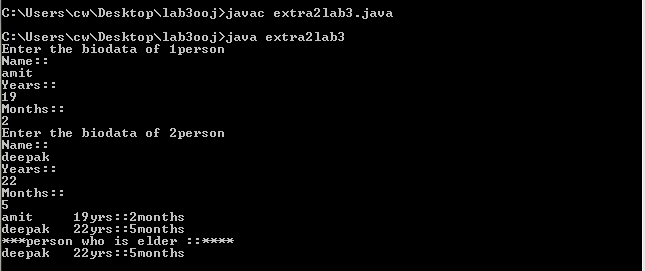 C:\Users\cw\Desktop\lab3ooj>javac extra2lab3.java
C:\Users\cw\Desktop\lab3ooj>java extra2lab3
Enter the biodata of 1person
Name::
amit
Years::
19
Months::
2
Enter the biodata of 2person
Name::
deepak
Years::
22
Months::
5
amit     19yrs::2months
deepak   22yrs::5months
***person who is elder ::****
deepak   22yrs::5months